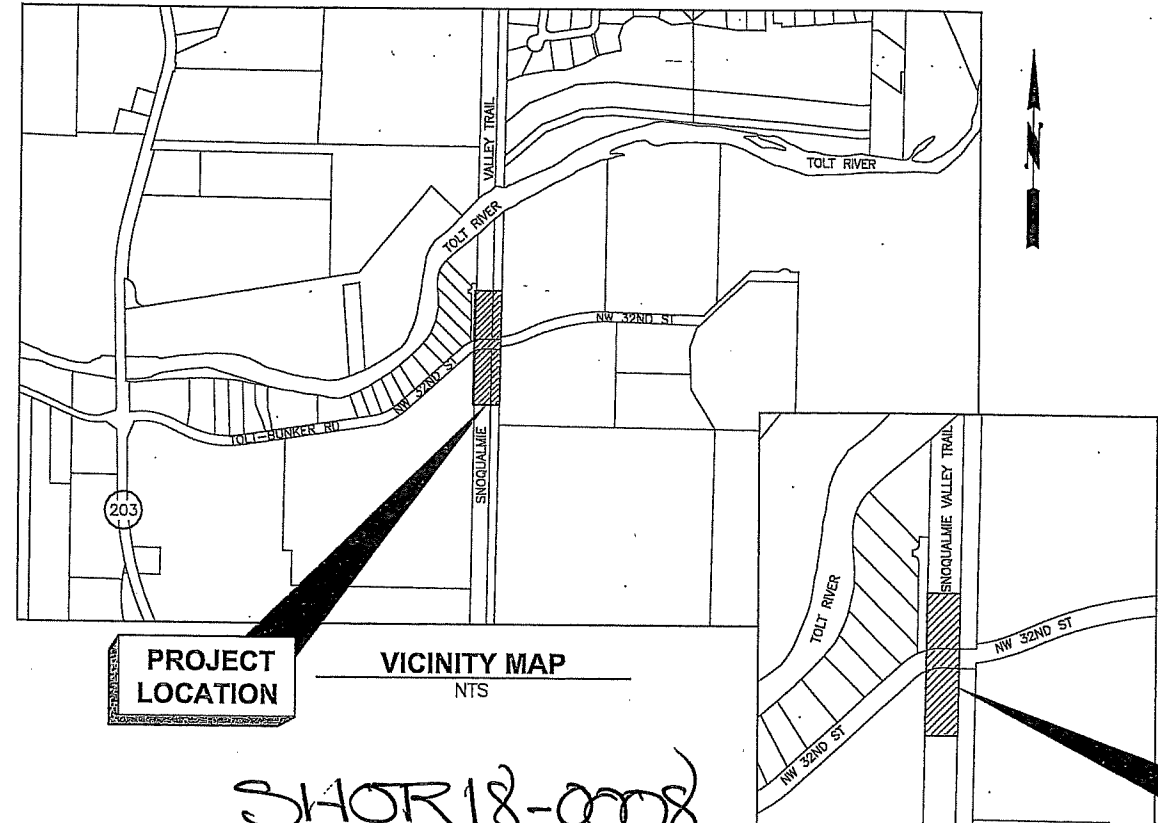 VALLEY TRAIL
TOLT RIVER
TOLT RIVER
N
NW 32ND ST
NW 32ND ST
TOLT-BUNKER RD
SNOQUALMIE
203
PROJECT
LOCATION
VICINITY MAP
NTS
SNOQUALMIE VALLEY TRAIL
TOLT RIVER
NW 32ND ST
NW 32ND ST
SHOR18-0008